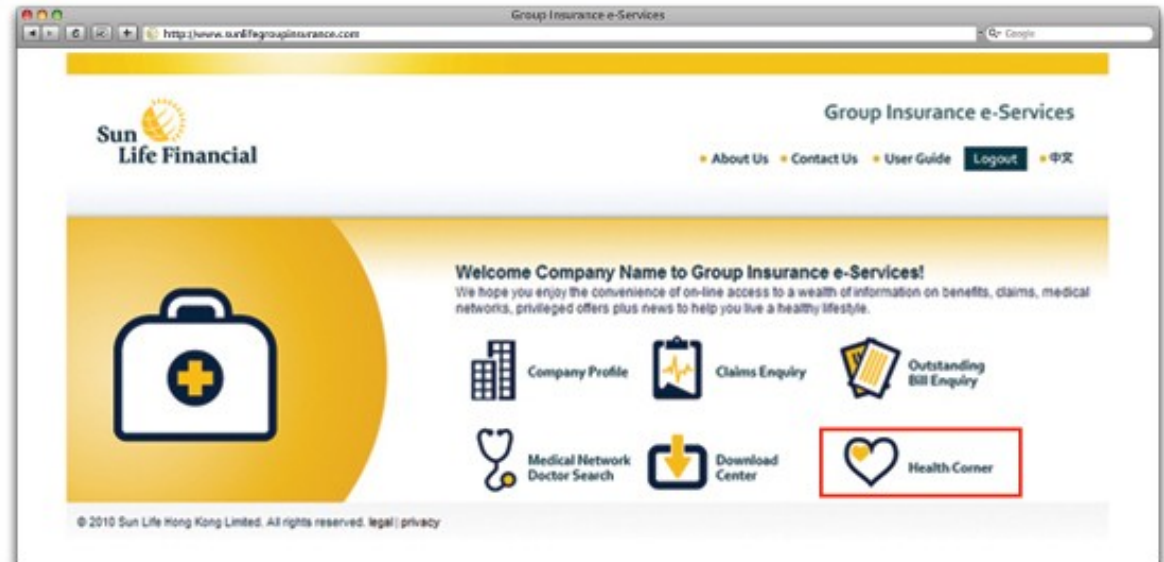 Group Insurance e-Services
http://www.sunlifegroupinsurance.com
Google
Sun
Life Financial
Group Insurance e-Services
About Us
Contact Us
User Guide
Logout
中文
Welcome Company Name to Group Insurance e-Services!
We hope you enjoy the convenience of on-line access to a wealth of information on benefits, claims, medical
networks, privileged offers plus news to help you live a healthy lifestyle.
Company Profile
Claims Enquiry
Outstanding
Bill Enquiry
Medical Network
Doctor Search
Download
Center
Health Corner
© 2010 Sun Life Hong Kong Limited. All rights reserved. legal | privacy